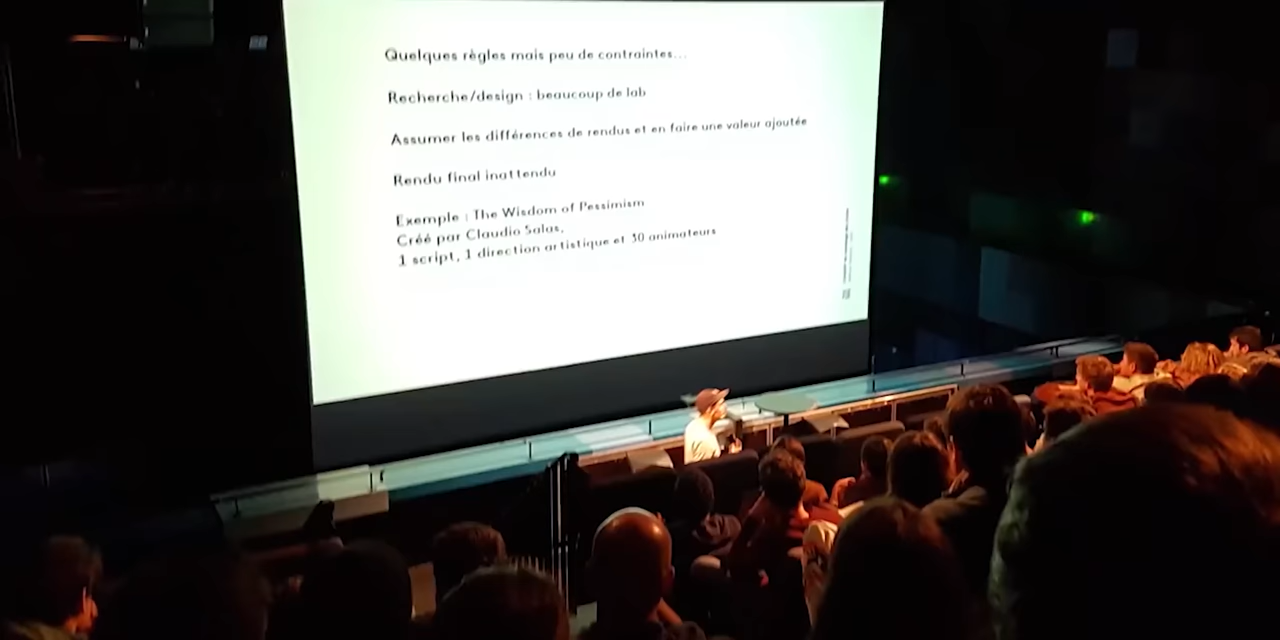 Quelques règles mais peu de contraintes...
Recherche/design : beaucoup de lab
Assumer les différences de rendus et en faire une valeur ajoutée
Rendu final inattendu
Exemple : The Wisdom of Pessimism
Créé par Claudio Salas,
1 script, 1 direction artistique et 30 animateurs